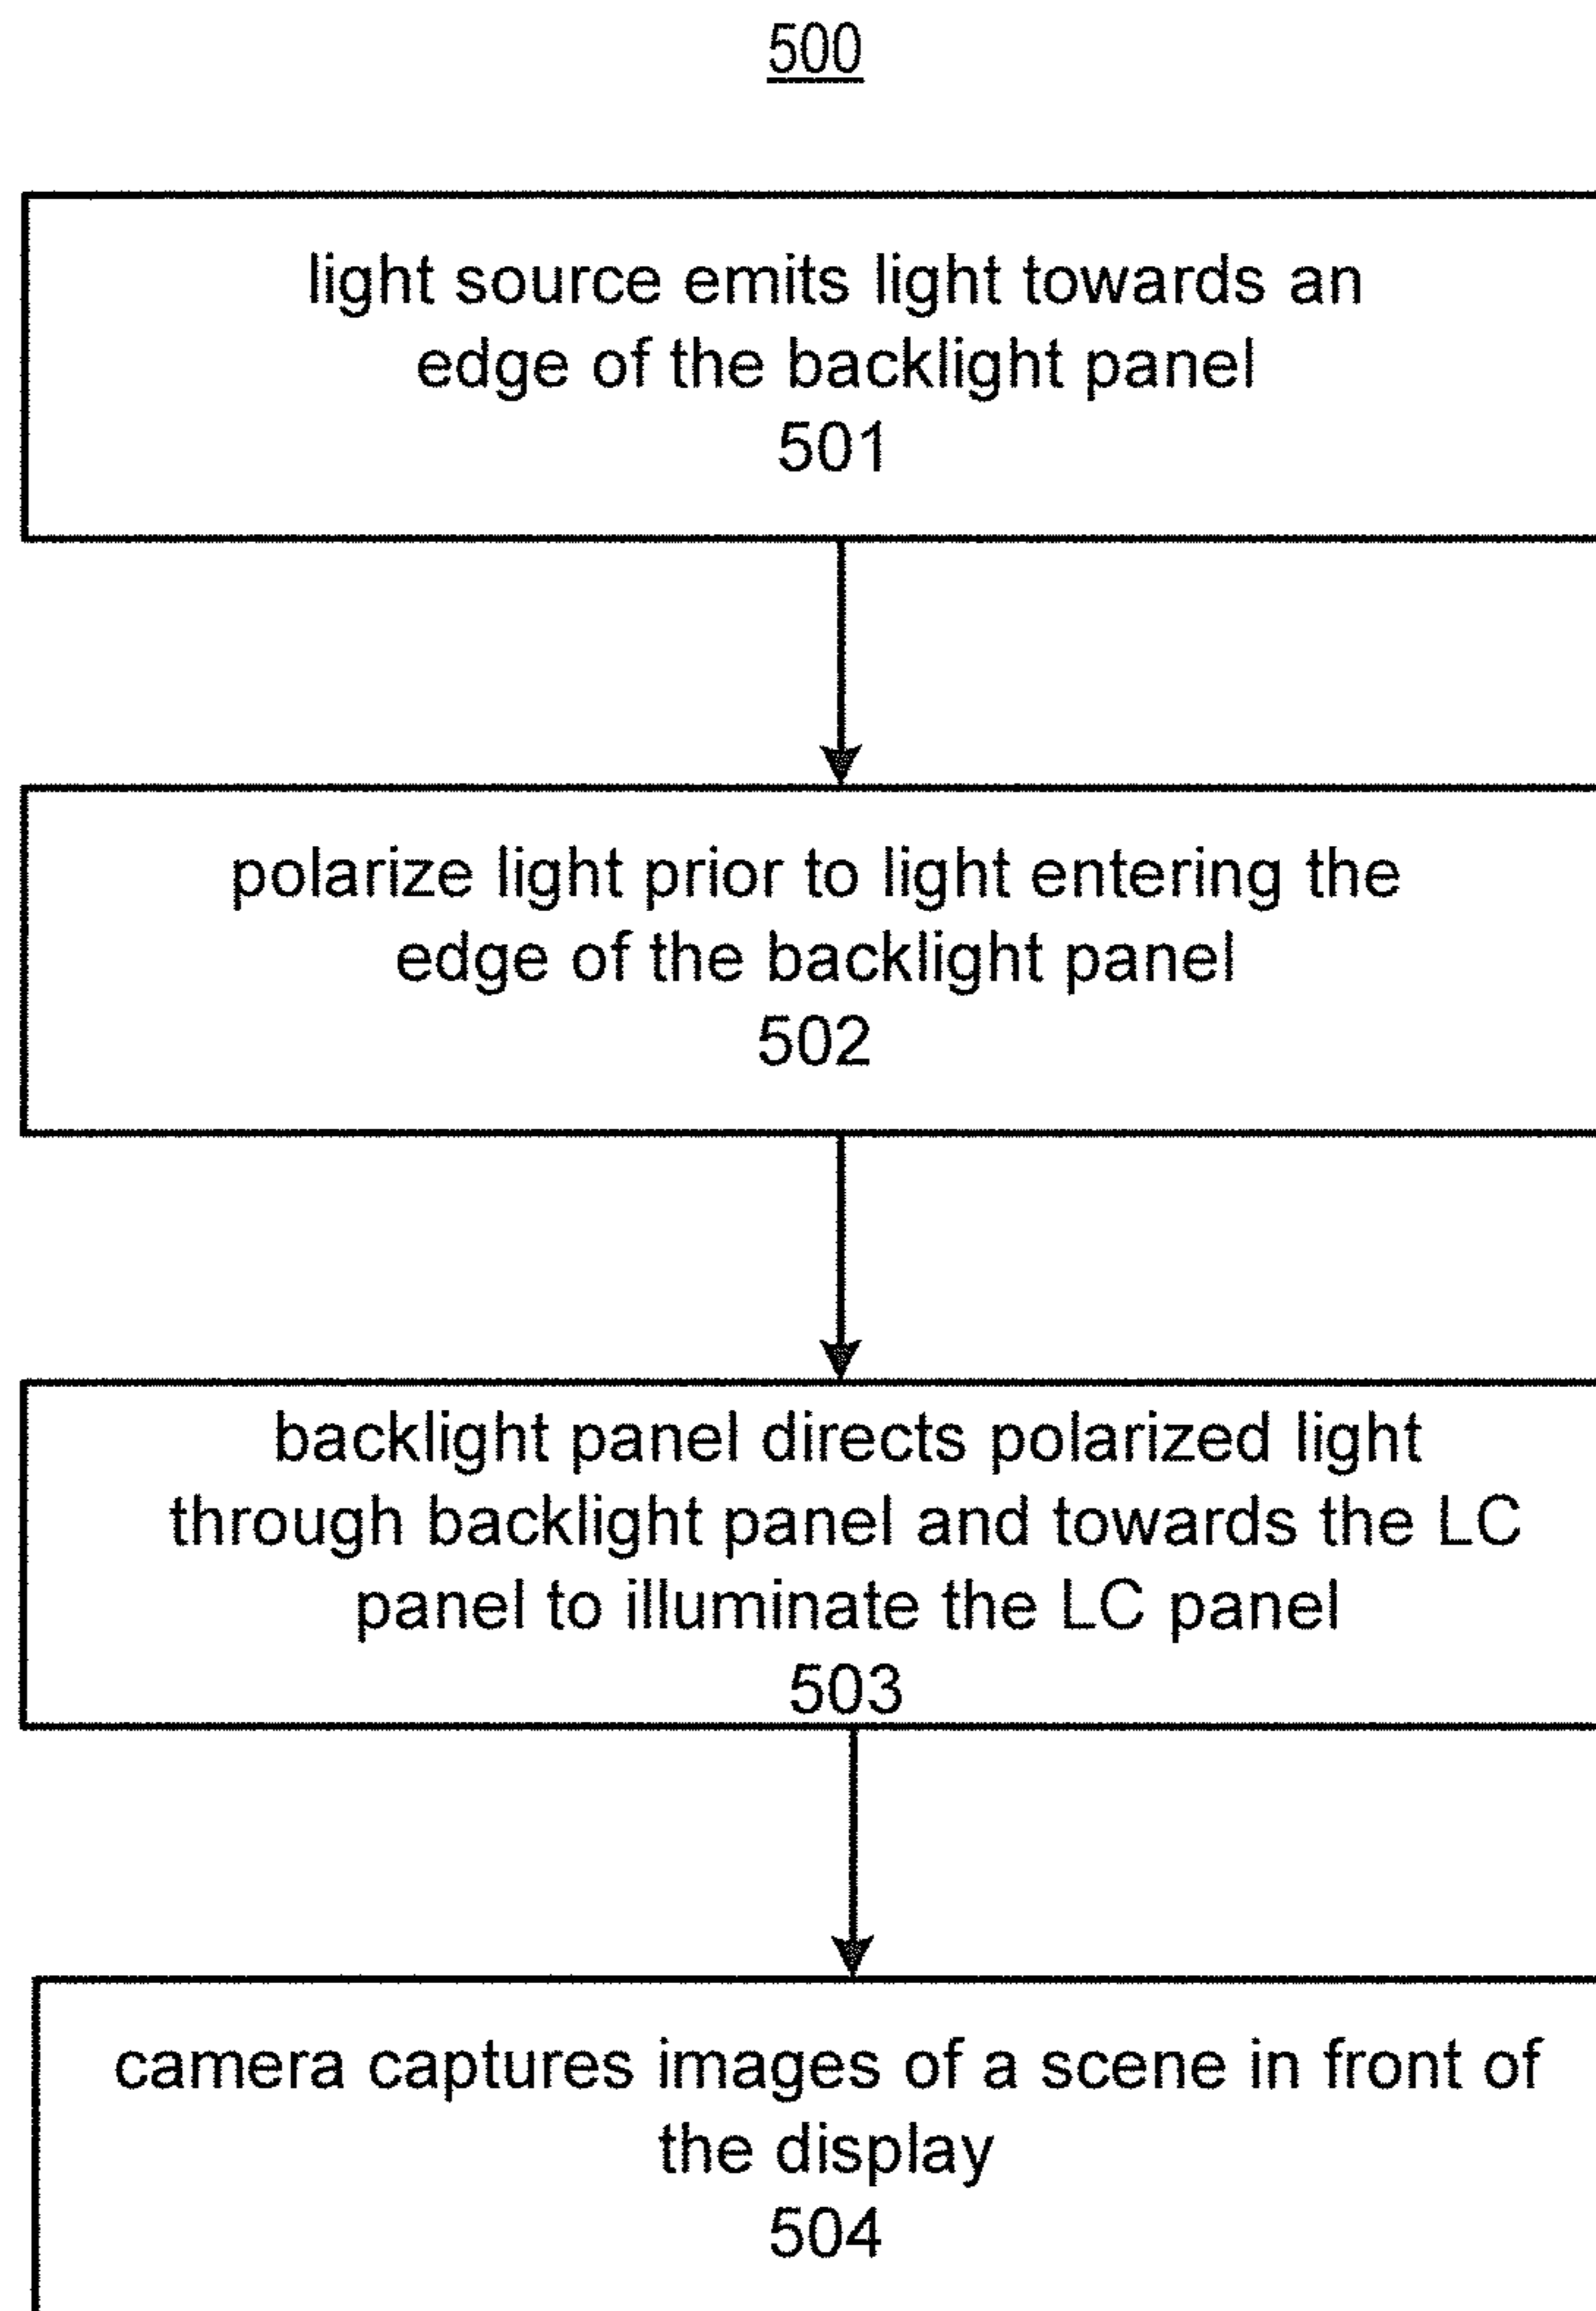 500
light source emits light towards an
edge of the backlight panel
501
polarize light prior to light entering the
edge of the backlight panel
502
backlight panel directs polarized light
through backlight panel and towards the LC
panel to illuminate the LC panel
503
camera captures images of a scene in front of
the display
504